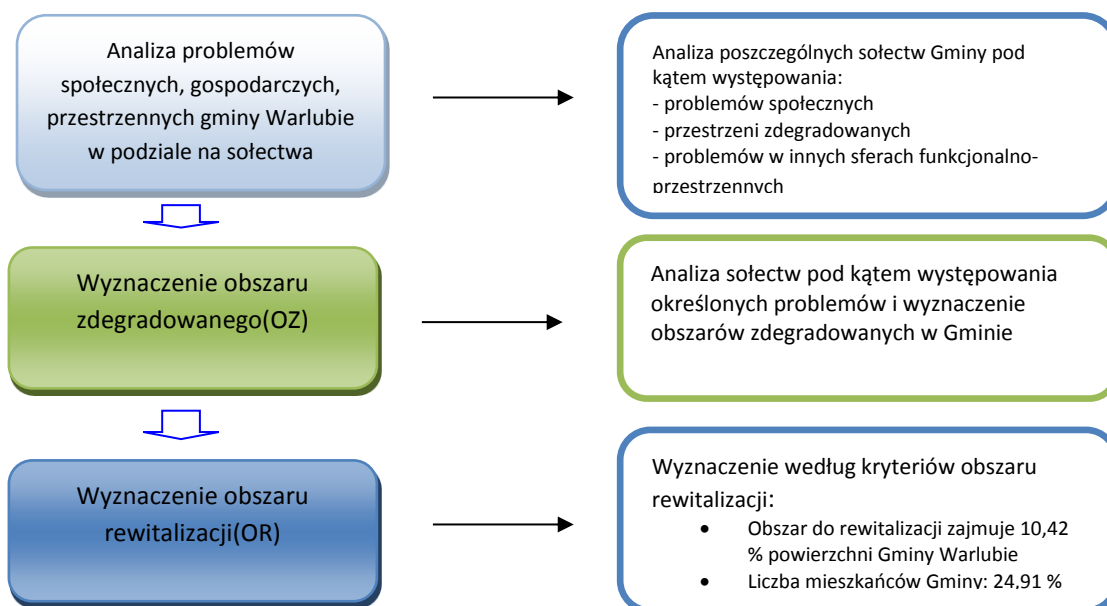 Analiza problemów
społecznych, gospodarczych,
przestrzennych gminy Warlubie
w podziale na sołectwa
Analiza poszczególnych sołectw Gminy pod
kątem występowania:
- problemów społecznych
- przestrzeni zdegradowanych
- problemów w innych sferach funkcjonalno-
przestrzennych
Wyznaczenie obszaru
zdegradowanego(OZ)
Analiza sołectw pod kątem występowania
określonych problemów i wyznaczenie
obszarów zdegradowanych w Gminie
Wyznaczenie obszaru
rewitalizacji(OR)
Wyznaczenie według kryteriów obszaru
rewitalizacji:
• Obszar do rewitalizacji zajmuje 10,42
% powierzchni Gminy Warlubie
• Liczba mieszkańców Gminy: 24,91 %